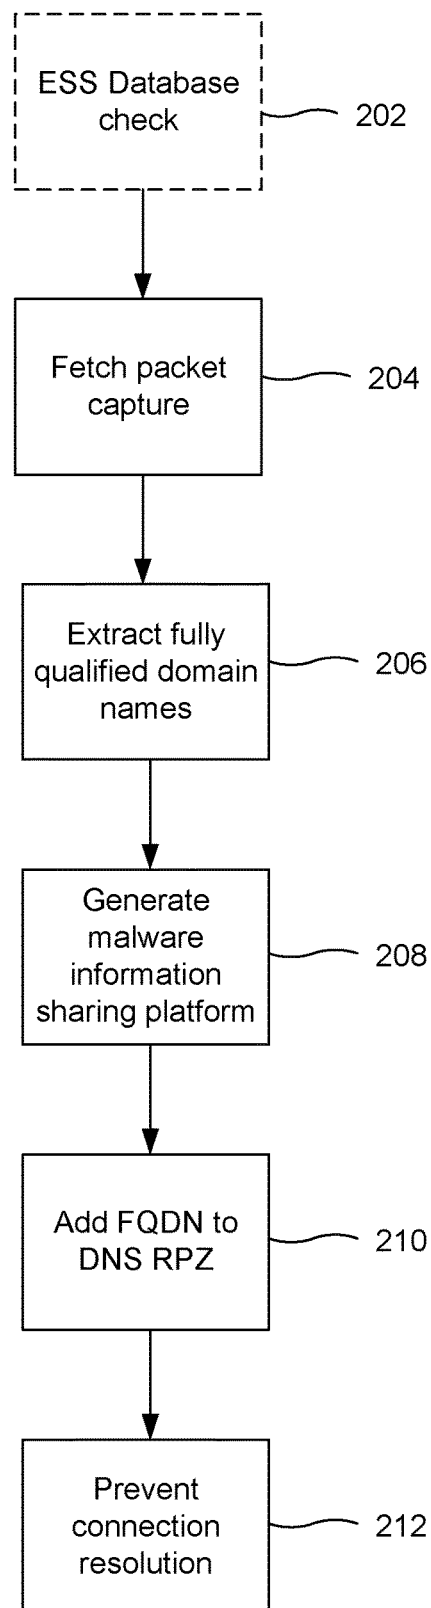 ESS Database
check
202
Fetch packet
capture
204
Extract fully
qualified domain
names
206
Generate
malware
information
sharing platform
208
Add FQDN to
DNS RPZ
210
Prevent
connection
resolution
212